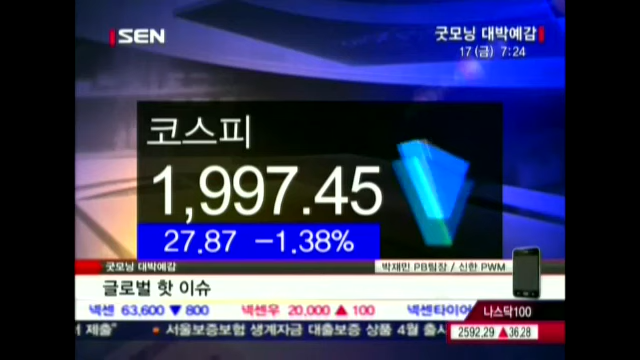 SEN
굿모닝 대박예감
17(금) 7:24
코스피
1,997.45
27.87 -1.38%
굿모닝 대박예감
박재민 PB팀장 / 신한 PWM
글로벌 핫 이슈
넥센 63,600 ▼ 800 넥센우 20,000 ▲ 100 넥센타이어
나스닥100
제출" 서울보증보험 생계자금 대출보증 상품 4월 출시
2592.29 ▲36.28